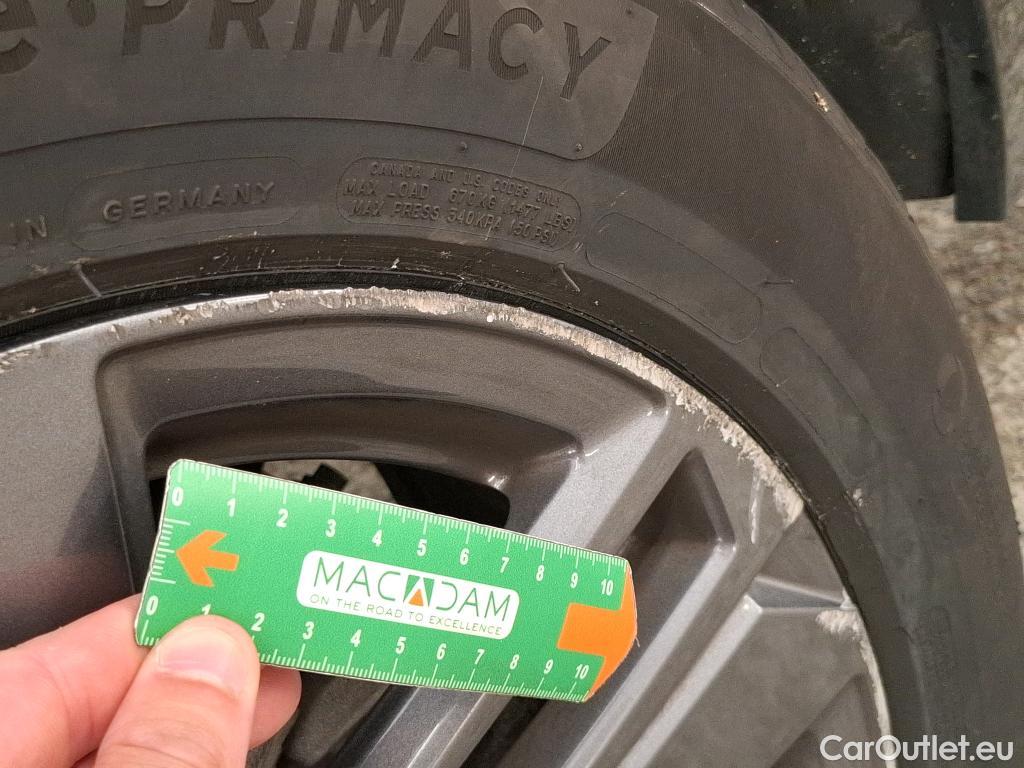 e·PRIMACY
CANADA AND U.S. CODES ONLY
MAX LOAD 670KG (1477 LBS)
MAX PRESS 340KPA (50PSI)
IN GERMANY
0 1 2 3 4 5 6 7 8 9 10
MACADAM
ON THE ROAD TO EXCELLENCE
0 1 2 3 4 5 6 7 8 9 10
CarOutlet.eu